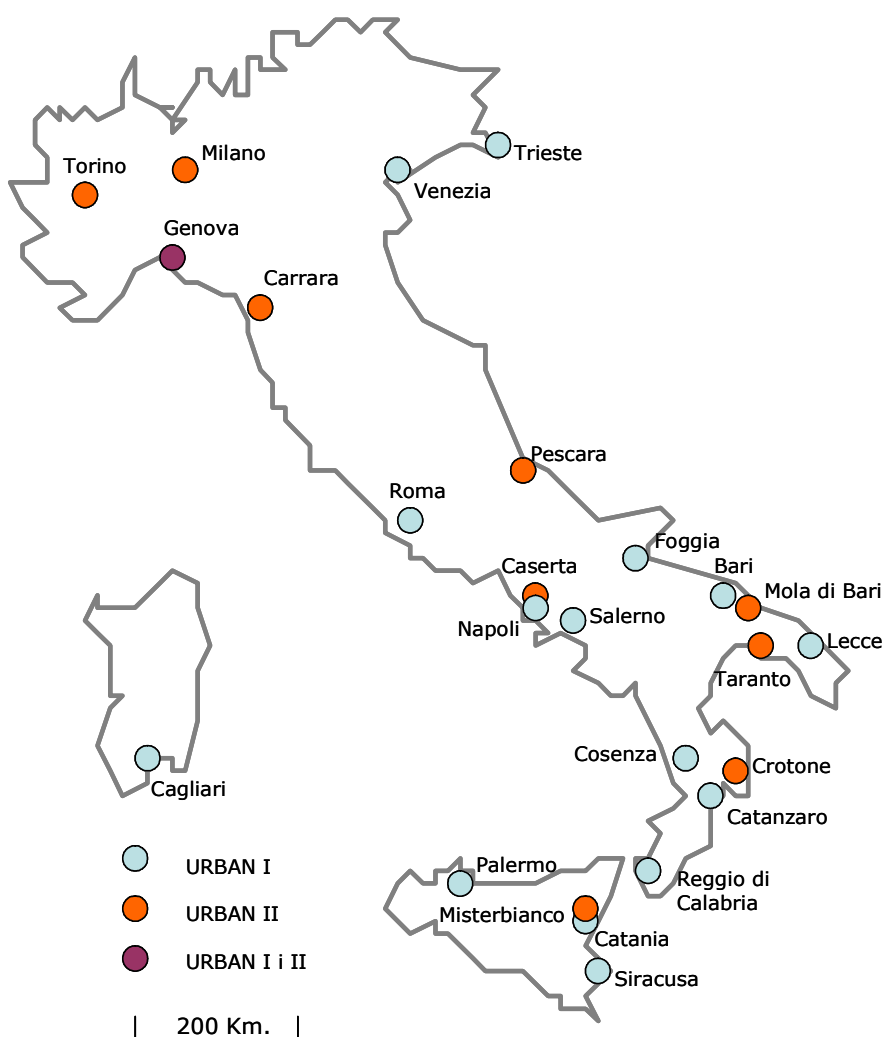 Trieste
Milano
Torino
Venezia
Genova
Carrara
Pescara
Roma
Foggia
Bari
Caserta
Mola di Bari
Salerno
Napoli
Lecce
Taranto
Cosenza
Crotone
Cagliari
Catanzaro
Palermo
URBAN I
Reggio di
Calabria
URBAN II
Misterbianco
Catania
URBAN I i II
Siracusa
| 200 Km. |